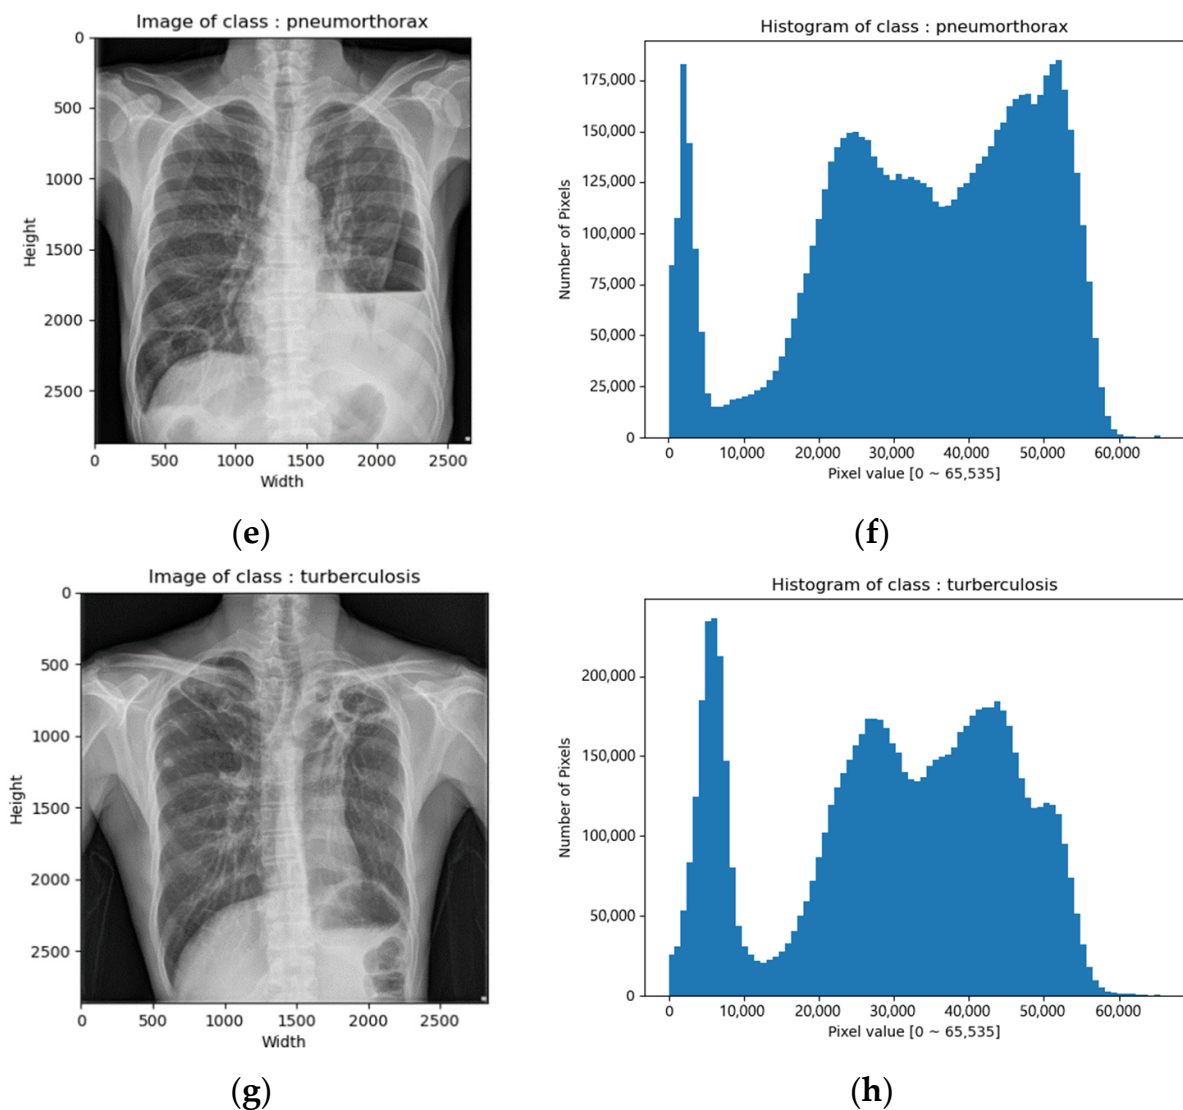 Image of class : pneumorthorax
0
500
1000
1500
2000
2500
Height
0 500 1000 1500 2000 2500
Width
(e)
Histogram of class : pneumorthorax
175,000
150,000
125,000
100,000
75,000
50,000
25,000
0
Number of Pixels
0 10,000 20,000 30,000 40,000 50,000 60,000
Pixel value [0 ~ 65,535]
(f)
Image of class : turberculosis
0
500
1000
1500
2000
2500
Height
0 500 1000 1500 2000 2500
Width
(g)
Histogram of class : turberculosis
200,000
150,000
100,000
50,000
0
Number of Pixels
0 10,000 20,000 30,000 40,000 50,000 60,000
Pixel value [0 ~ 65,535]
(h)